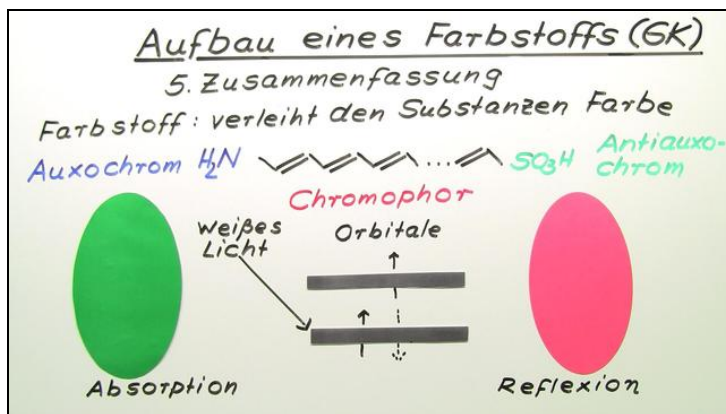 Aufbau eines Farbstoffs (GK)
5. Zusammenfassung
Farbstoff: verleiht den Substanzen Farbe
Auxochrom H₂N ... SO₃H Antiauxo-
chrom
Chromophor
Weißes
Licht
Orbitale
Absorption
Reflexion